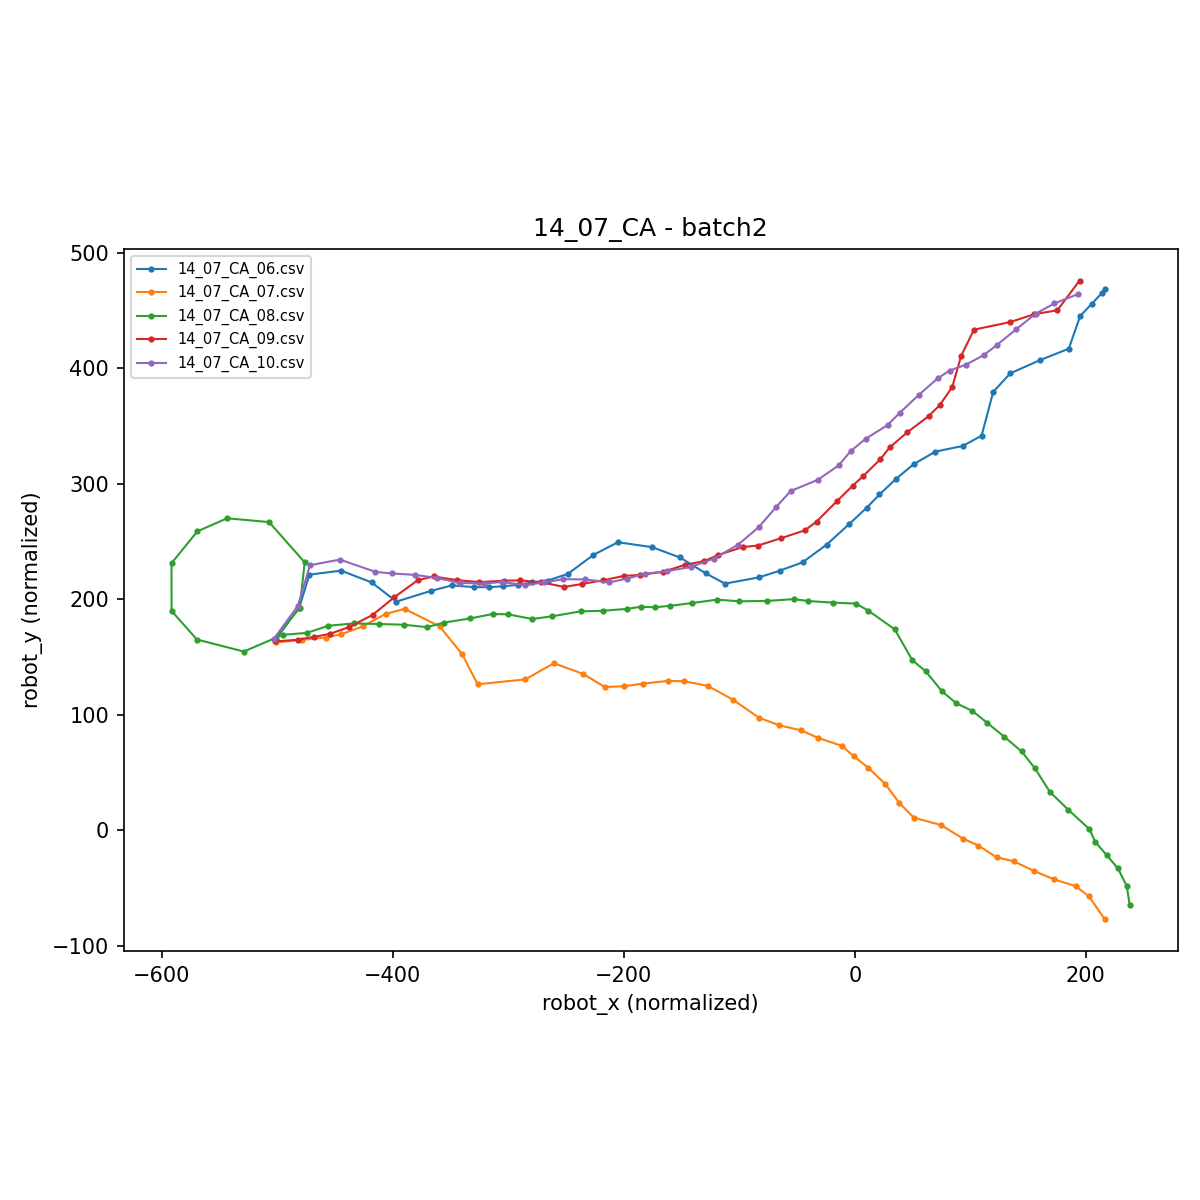 14_07_CA - batch2
500
400
300
200
100
0
−100
robot_y (normalized)
14_07_CA_06.csv
14_07_CA_07.csv
14_07_CA_08.csv
14_07_CA_09.csv
14_07_CA_10.csv
−600
−400
−200
0
200
robot_x (normalized)